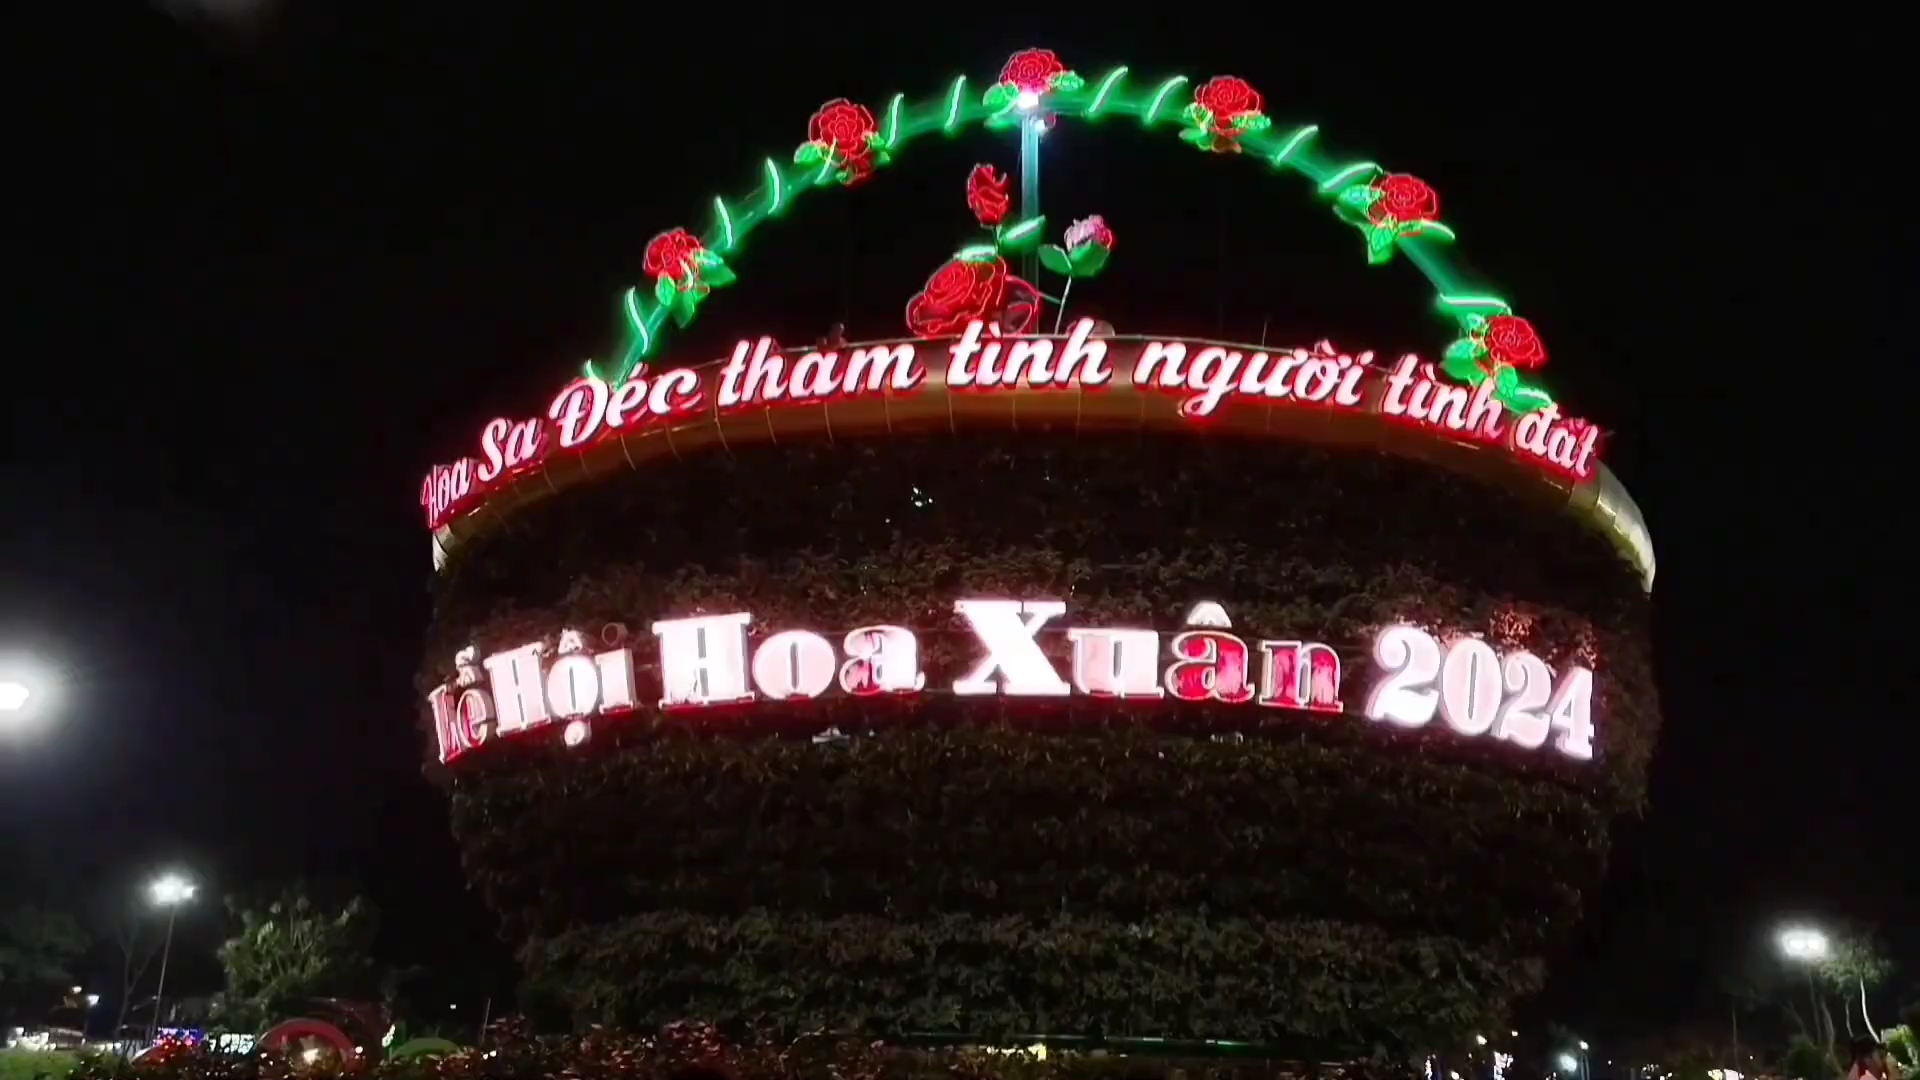 Hoa Sa Đéc thắm tình người tình đất
Lễ Hội Hoa Xuân 2024